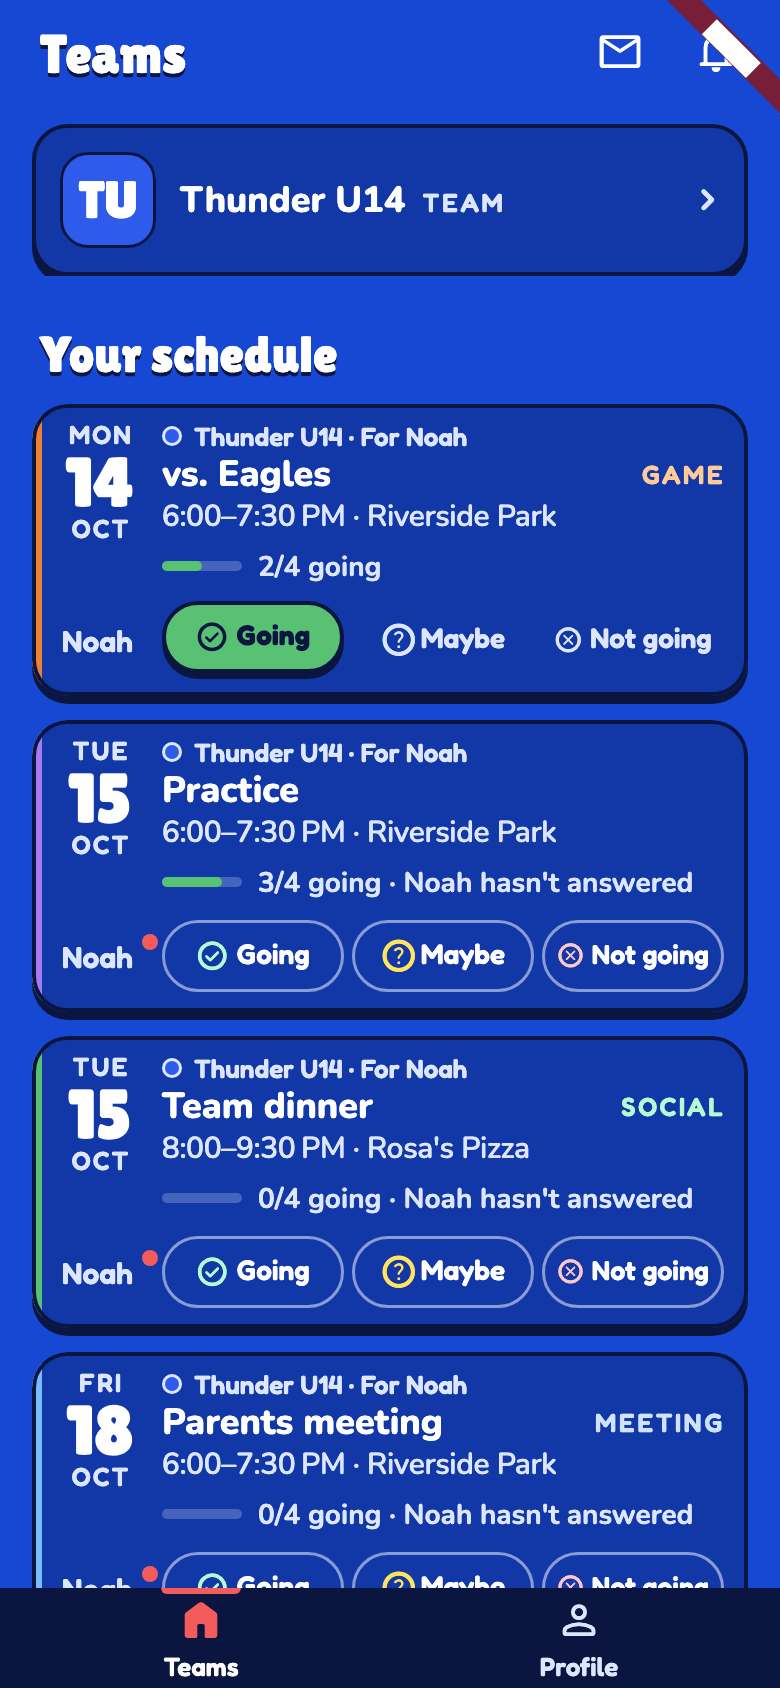 Teams
TU Thunder U14 TEAM
Your schedule
MON
14
OCT
Thunder U14 · For Noah
vs. Eagles
GAME
6:00–7:30 PM · Riverside Park
2/4 going
Noah Going Maybe Not going
TUE
15
OCT
Thunder U14 · For Noah
Practice
6:00–7:30 PM · Riverside Park
3/4 going · Noah hasn't answered
Noah Going Maybe Not going
TUE
15
OCT
Thunder U14 · For Noah
Team dinner
SOCIAL
8:00–9:30 PM · Rosa's Pizza
0/4 going · Noah hasn't answered
Noah Going Maybe Not going
FRI
18
OCT
Thunder U14 · For Noah
Parents meeting
MEETING
6:00–7:30 PM · Riverside Park
0/4 going · Noah hasn't answered
Noah Going Maybe Not going
Teams Profile